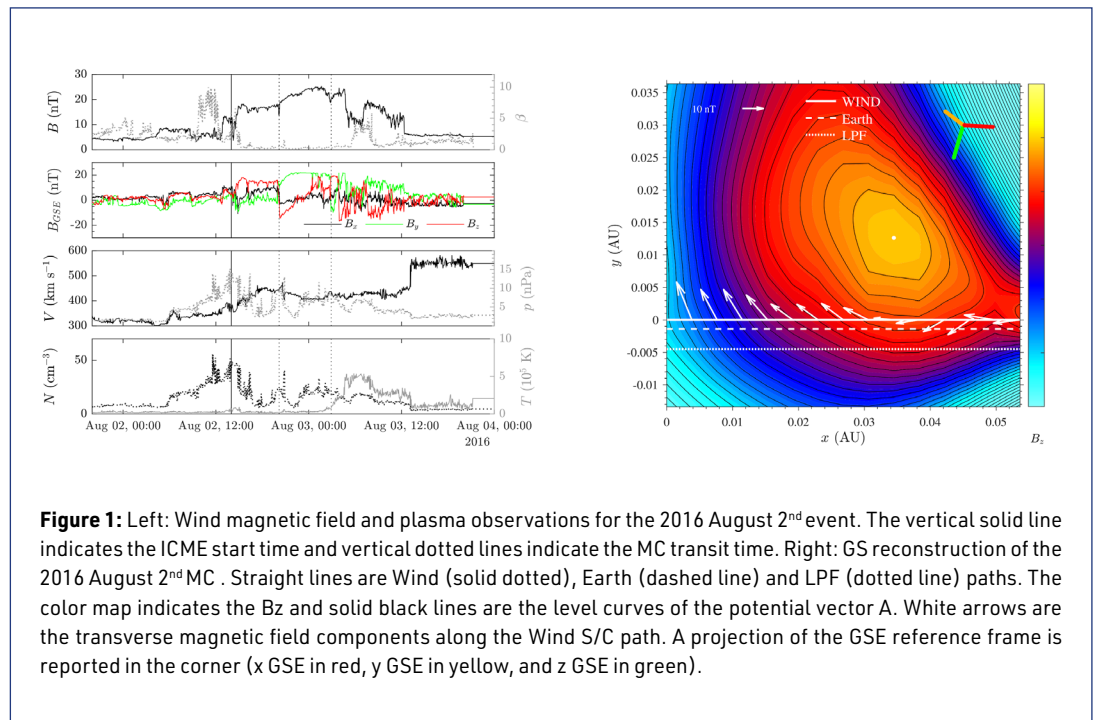 30
20
10
0
B (nT)
10
5
0
β
20
0
-20
B_GSE (nT)
B_x B_y B_z
600
500
400
300
V (km s⁻¹)
15
10
5
p (nPa)
50
0
N (cm⁻³)
10
5
0
T (10⁵ K)
Aug 02, 00:00 Aug 02, 12:00 Aug 03, 00:00 Aug 03, 12:00 Aug 04, 00:00
2016
0.035
0.03
0.025
0.02
0.015
0.01
0.005
0
-0.005
-0.01
y (AU)
10 nT
WIND
Earth
LPF
0 0.01 0.02 0.03 0.04 0.05
x (AU)
B_z
Figure 1: Left: Wind magnetic field and plasma observations for the 2016 August 2nd event. The vertical solid line
indicates the ICME start time and vertical dotted lines indicate the MC transit time. Right: GS reconstruction of the
2016 August 2nd MC . Straight lines are Wind (solid dotted), Earth (dashed line) and LPF (dotted line) paths. The
color map indicates the Bz and solid black lines are the level curves of the potential vector A. White arrows are
the transverse magnetic field components along the Wind S/C path. A projection of the GSE reference frame is
reported in the corner (x GSE in red, y GSE in yellow, and z GSE in green).